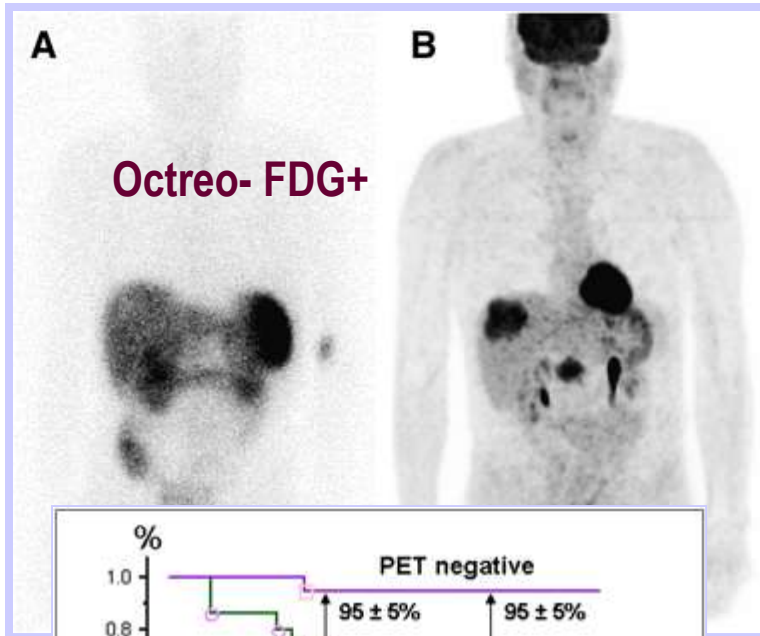 A
B
Octreo- FDG+
%
PET negative
1.0
95 ± 5%
95 ± 5%
0.8